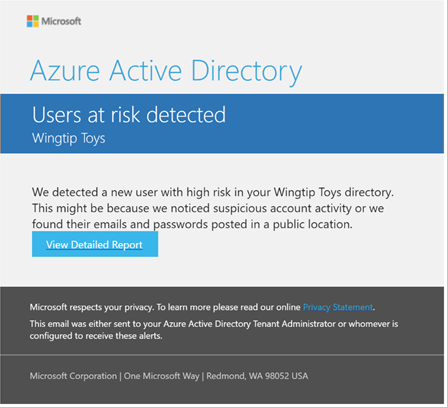 Microsoft
Azure Active Directory
Users at risk detected
Wingtip Toys
We detected a new user with high risk in your Wingtip Toys directory.
This might be because we noticed suspicious account activity or we
found their emails and passwords posted in a public location.
View Detailed Report
Microsoft respects your privacy. To learn more please read our online Privacy Statement.
This email was either sent to your Azure Active Directory Tenant Administrator or whomever is
configured to receive these alerts.
Microsoft Corporation | One Microsoft Way | Redmond, WA 98052 USA